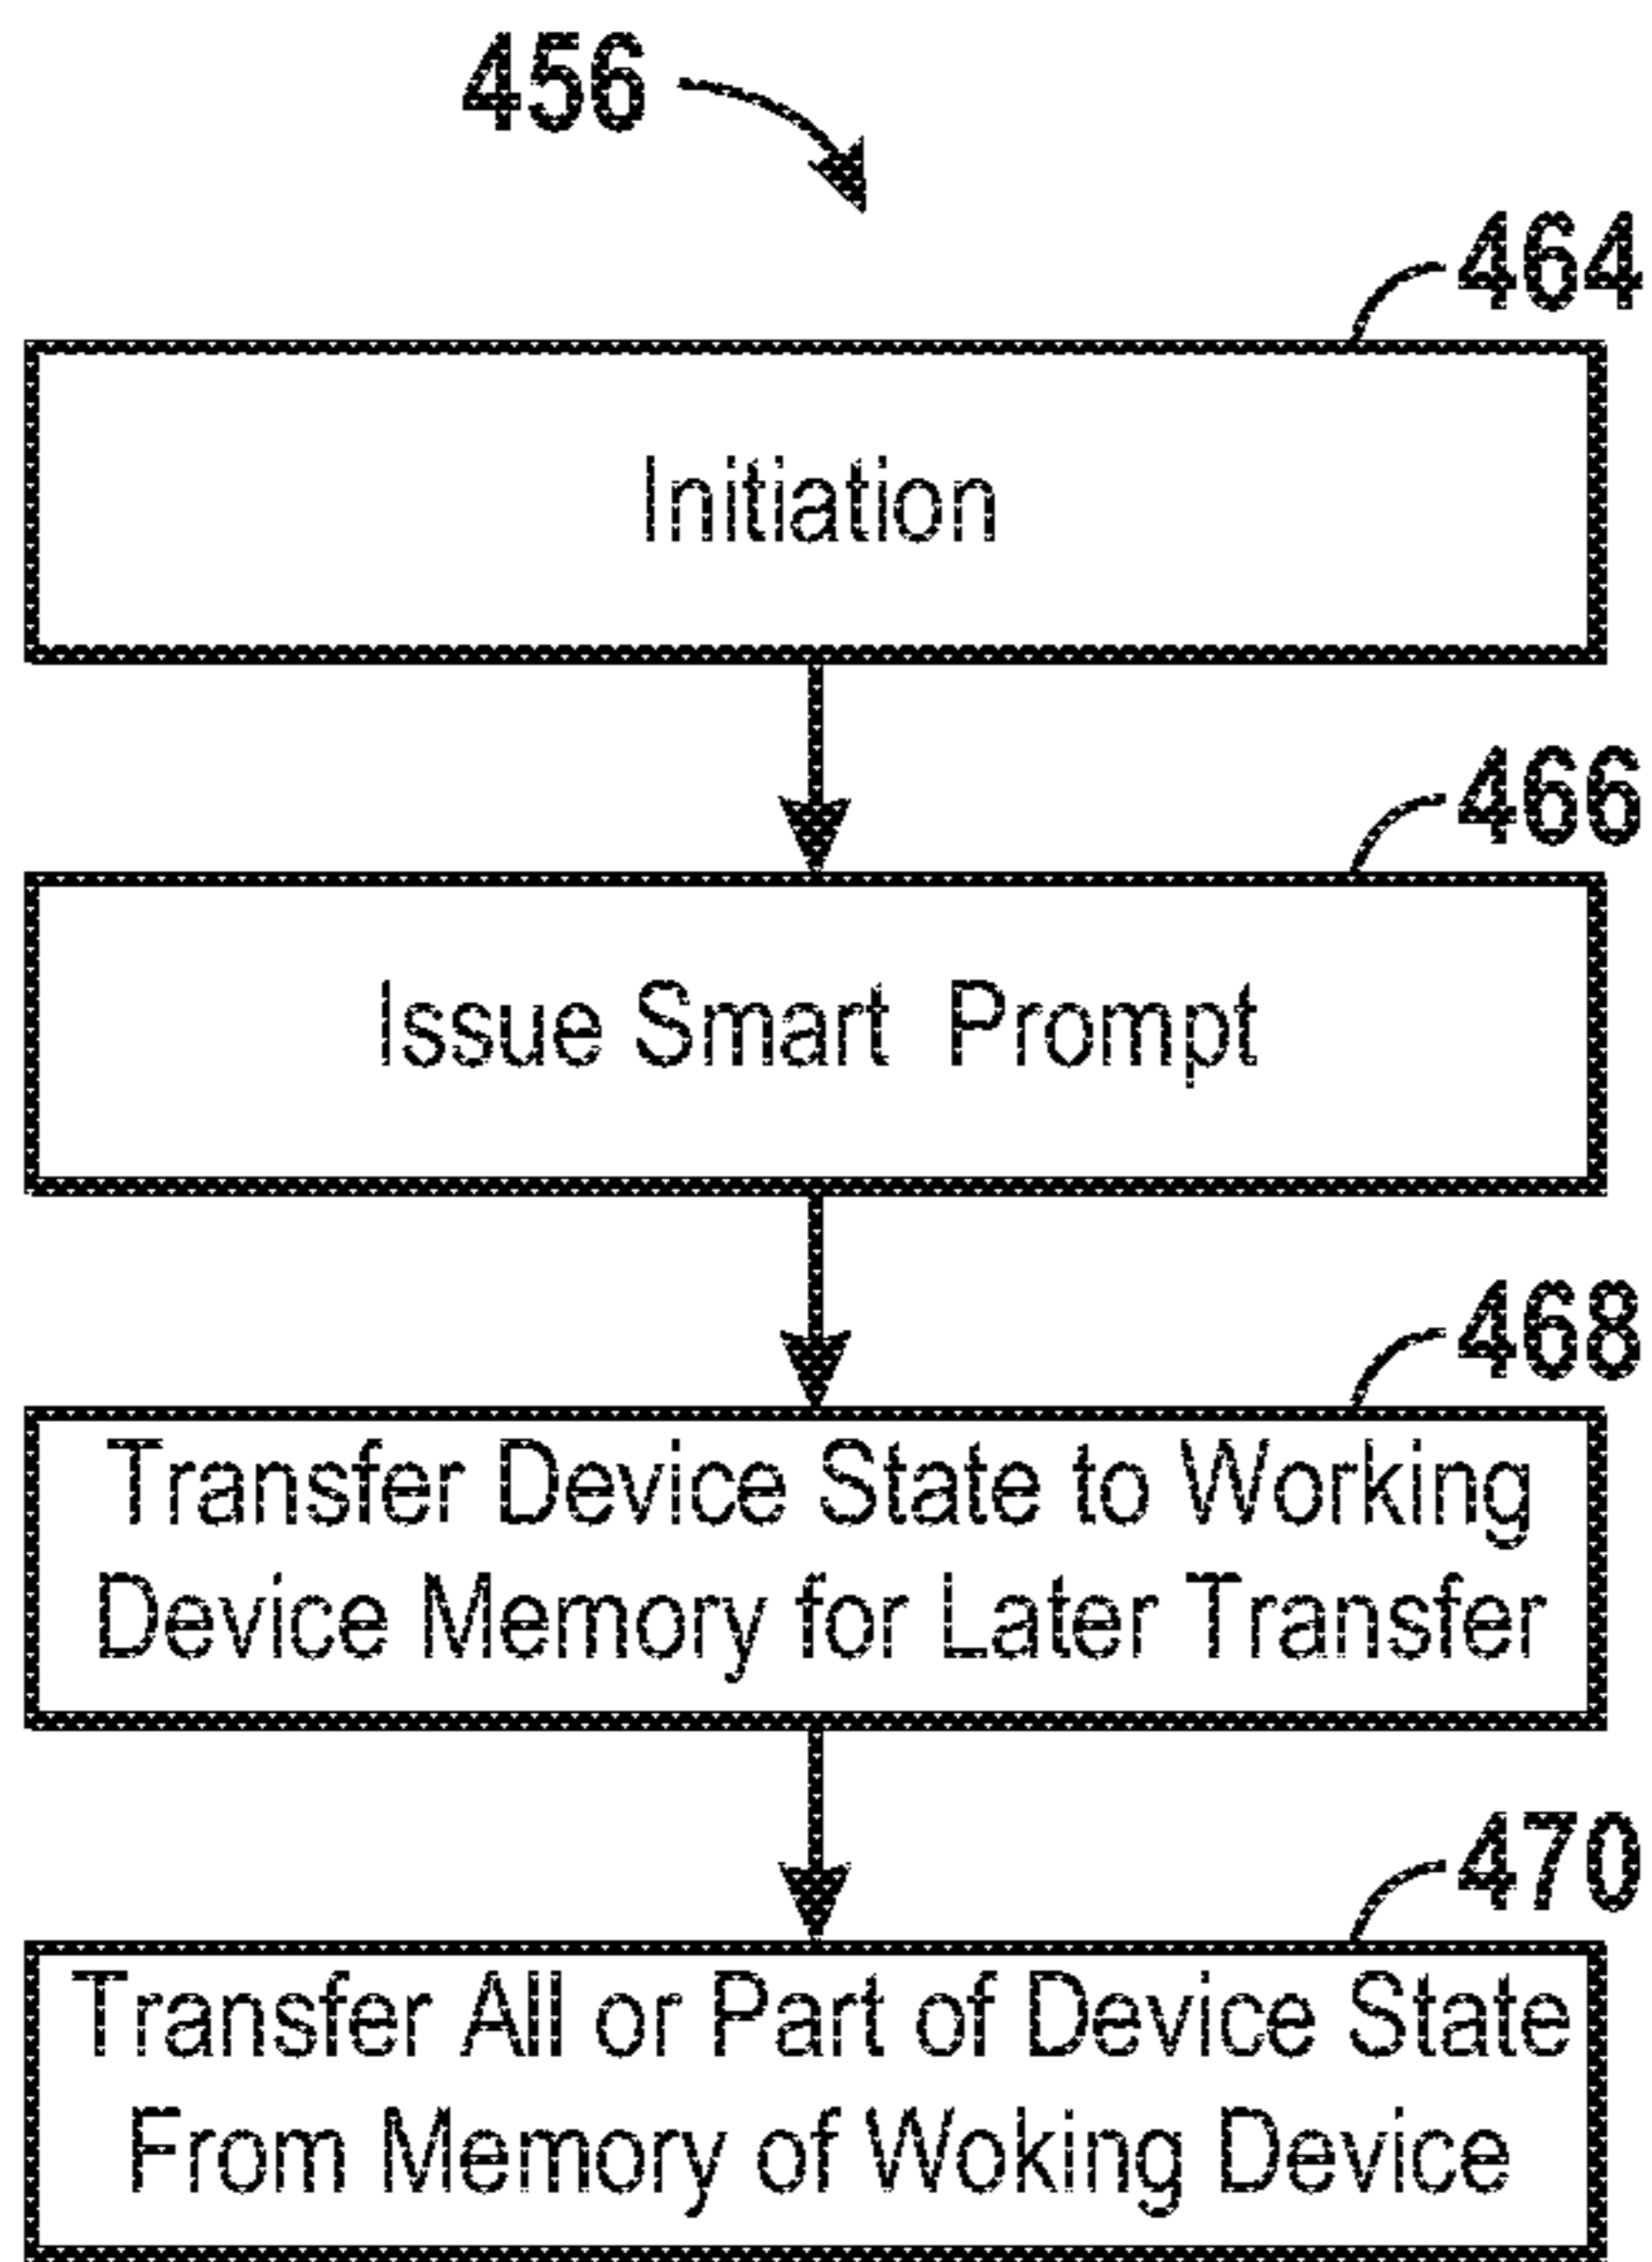 456
464
Initiation
466
Issue Smart Prompt
468
Transfer Device State to Working
Device Memory for Later Transfer
470
Transfer All or Part of Device State
From Memory of Woking Device